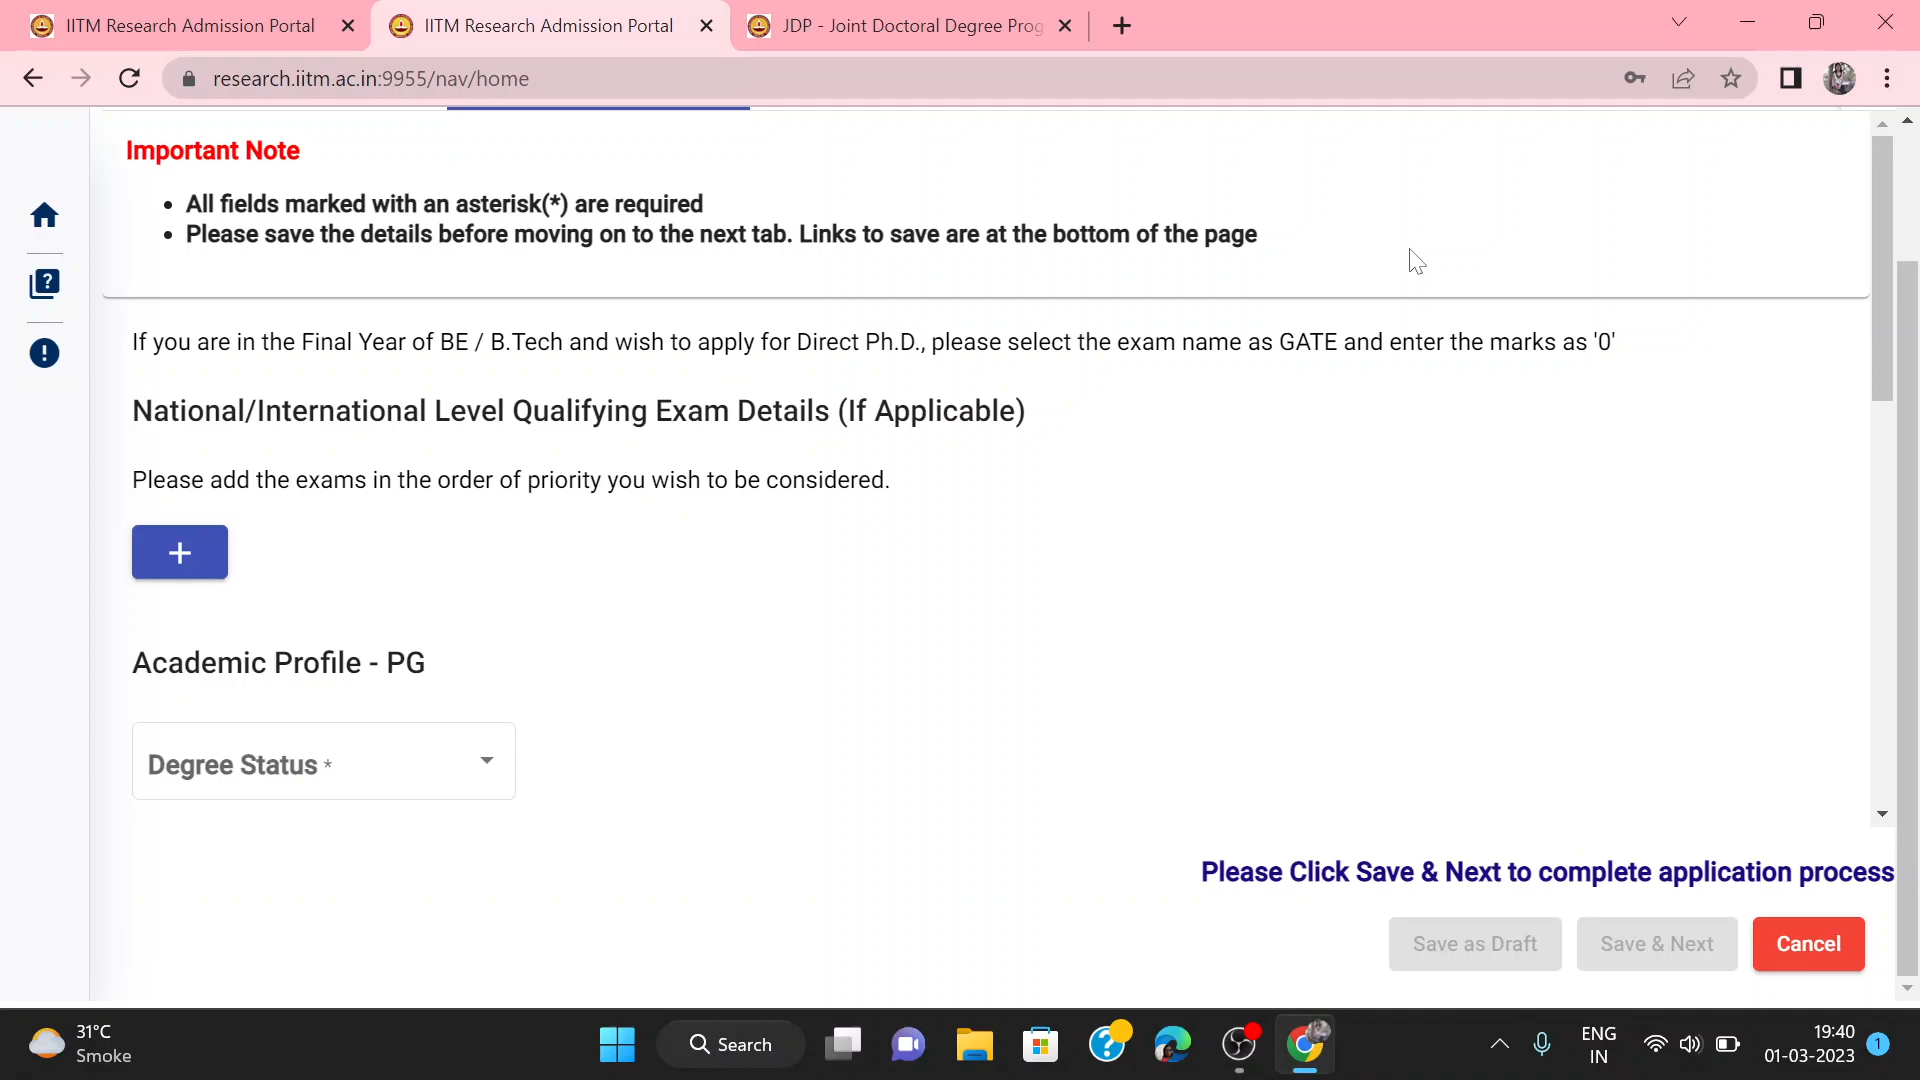 IITM Research Admission Portal
IITM Research Admission Portal
JDP - Joint Doctoral Degree Prog
research.iitm.ac.in:9955/nav/home
Important Note
All fields marked with an asterisk(*) are required
Please save the details before moving on to the next tab. Links to save are at the bottom of the page
If you are in the Final Year of BE / B.Tech and wish to apply for Direct Ph.D., please select the exam name as GATE and enter the marks as '0'
National/International Level Qualifying Exam Details (If Applicable)
Please add the exams in the order of priority you wish to be considered.
+
Academic Profile - PG
Degree Status *
Please Click Save & Next to complete application process
Save as Draft
Save & Next
Cancel
31°C
Smoke
Search
ENG
IN
19:40
01-03-2023
1